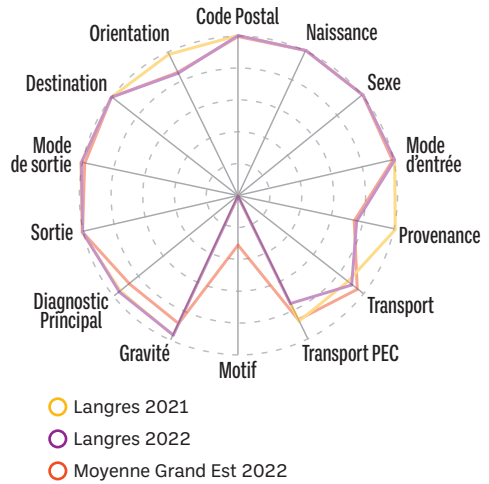 Code Postal
Naissance
Sexe
Mode
d'entrée
Provenance
Transport
Transport PEC
Motif
Gravité
Diagnostic
Principal
Sortie
Mode
de sortie
Destination
Orientation
Langres 2021
Langres 2022
Moyenne Grand Est 2022